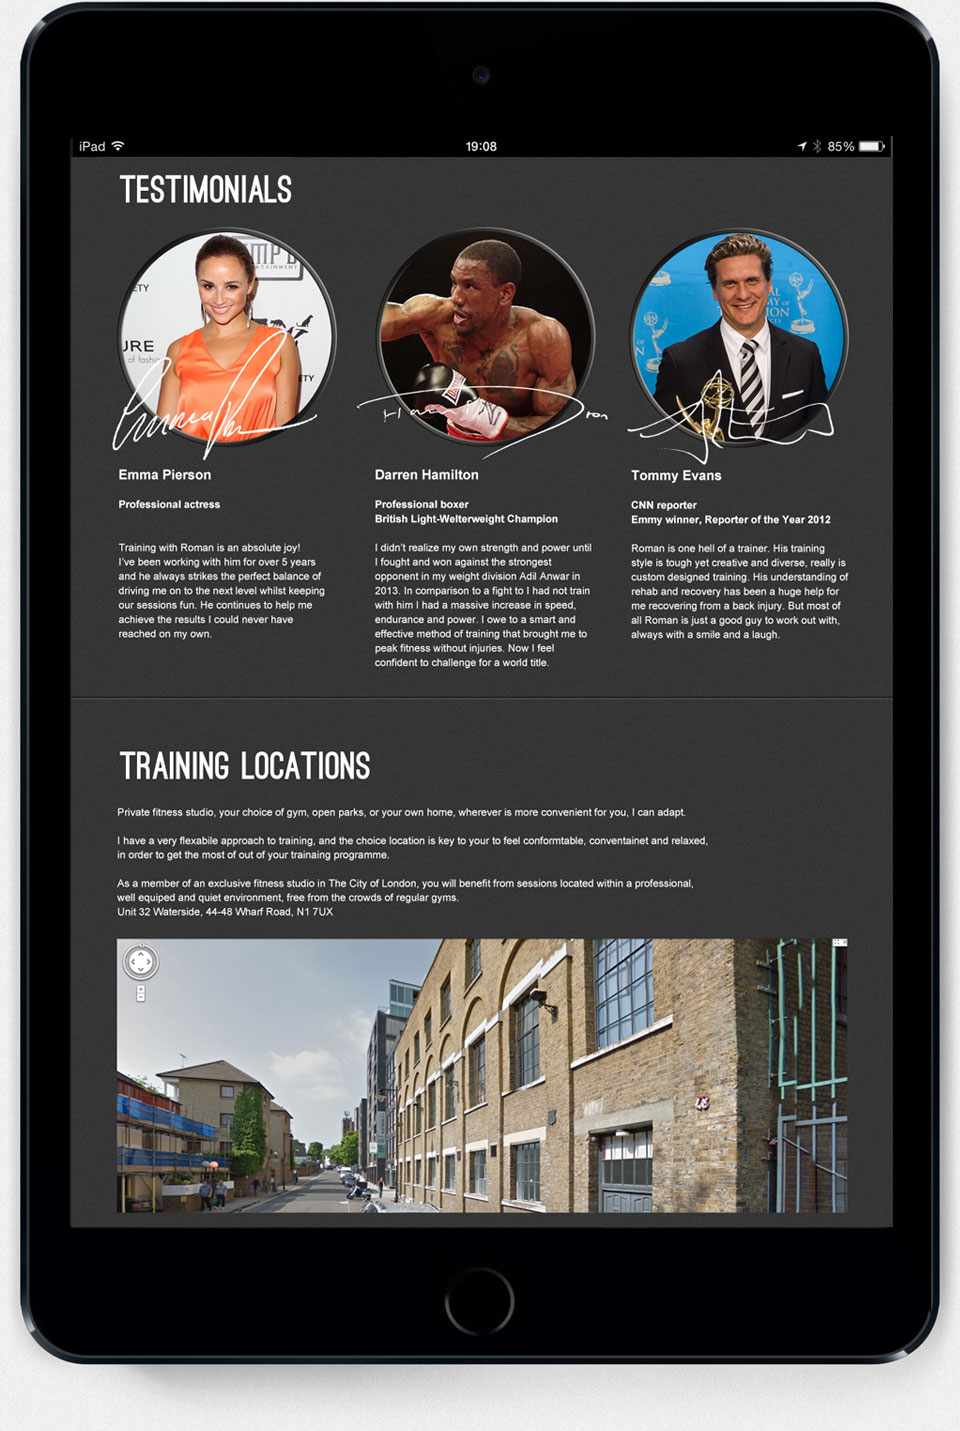 iPad 19:08 85%
TESTIMONIALS
ETY
URE
of fashi
ETY
Emma Pierson
Professional actress
Training with Roman is an absolute joy!
I've been working with him for over 5 years
and he always strikes the perfect balance of
driving me on to the next level whilst keeping
our sessions fun. He continues to help me
achieve the results I could never have
reached on my own.
Darren Hamilton
Professional boxer
British Light-Welterweight Champion
I didn't realize my own strength and power until
I fought and won against the strongest
opponent in my weight division Adil Anwar in
2013. In comparison to a fight to I had not train
with him I had a massive increase in speed,
endurance and power. I owe to a smart and
effective method of training that brought me to
peak fitness without injuries. Now I feel
confident to challenge for a world title.
Tommy Evans
CNN reporter
Emmy winner, Reporter of the Year 2012
Roman is one hell of a trainer. His training
style is tough yet creative and diverse, really is
custom designed training. His understanding of
rehab and recovery has been a huge help for
me recovering from a back injury. But most of
all Roman is just a good guy to work out with,
always with a smile and a laugh.
TRAINING LOCATIONS
Private fitness studio, your choice of gym, open parks, or your own home, wherever is more convenient for you, I can adapt.
I have a very flexabile approach to training, and the choice location is key to your to feel conformtable, conventainet and relaxed,
in order to get the most of out of your trainaing programme.
As a member of an exclusive fitness studio in The City of London, you will benefit from sessions located within a professional,
well equiped and quiet environment, free from the crowds of regular gyms.
Unit 32 Waterside, 44-48 Wharf Road, N1 7UX